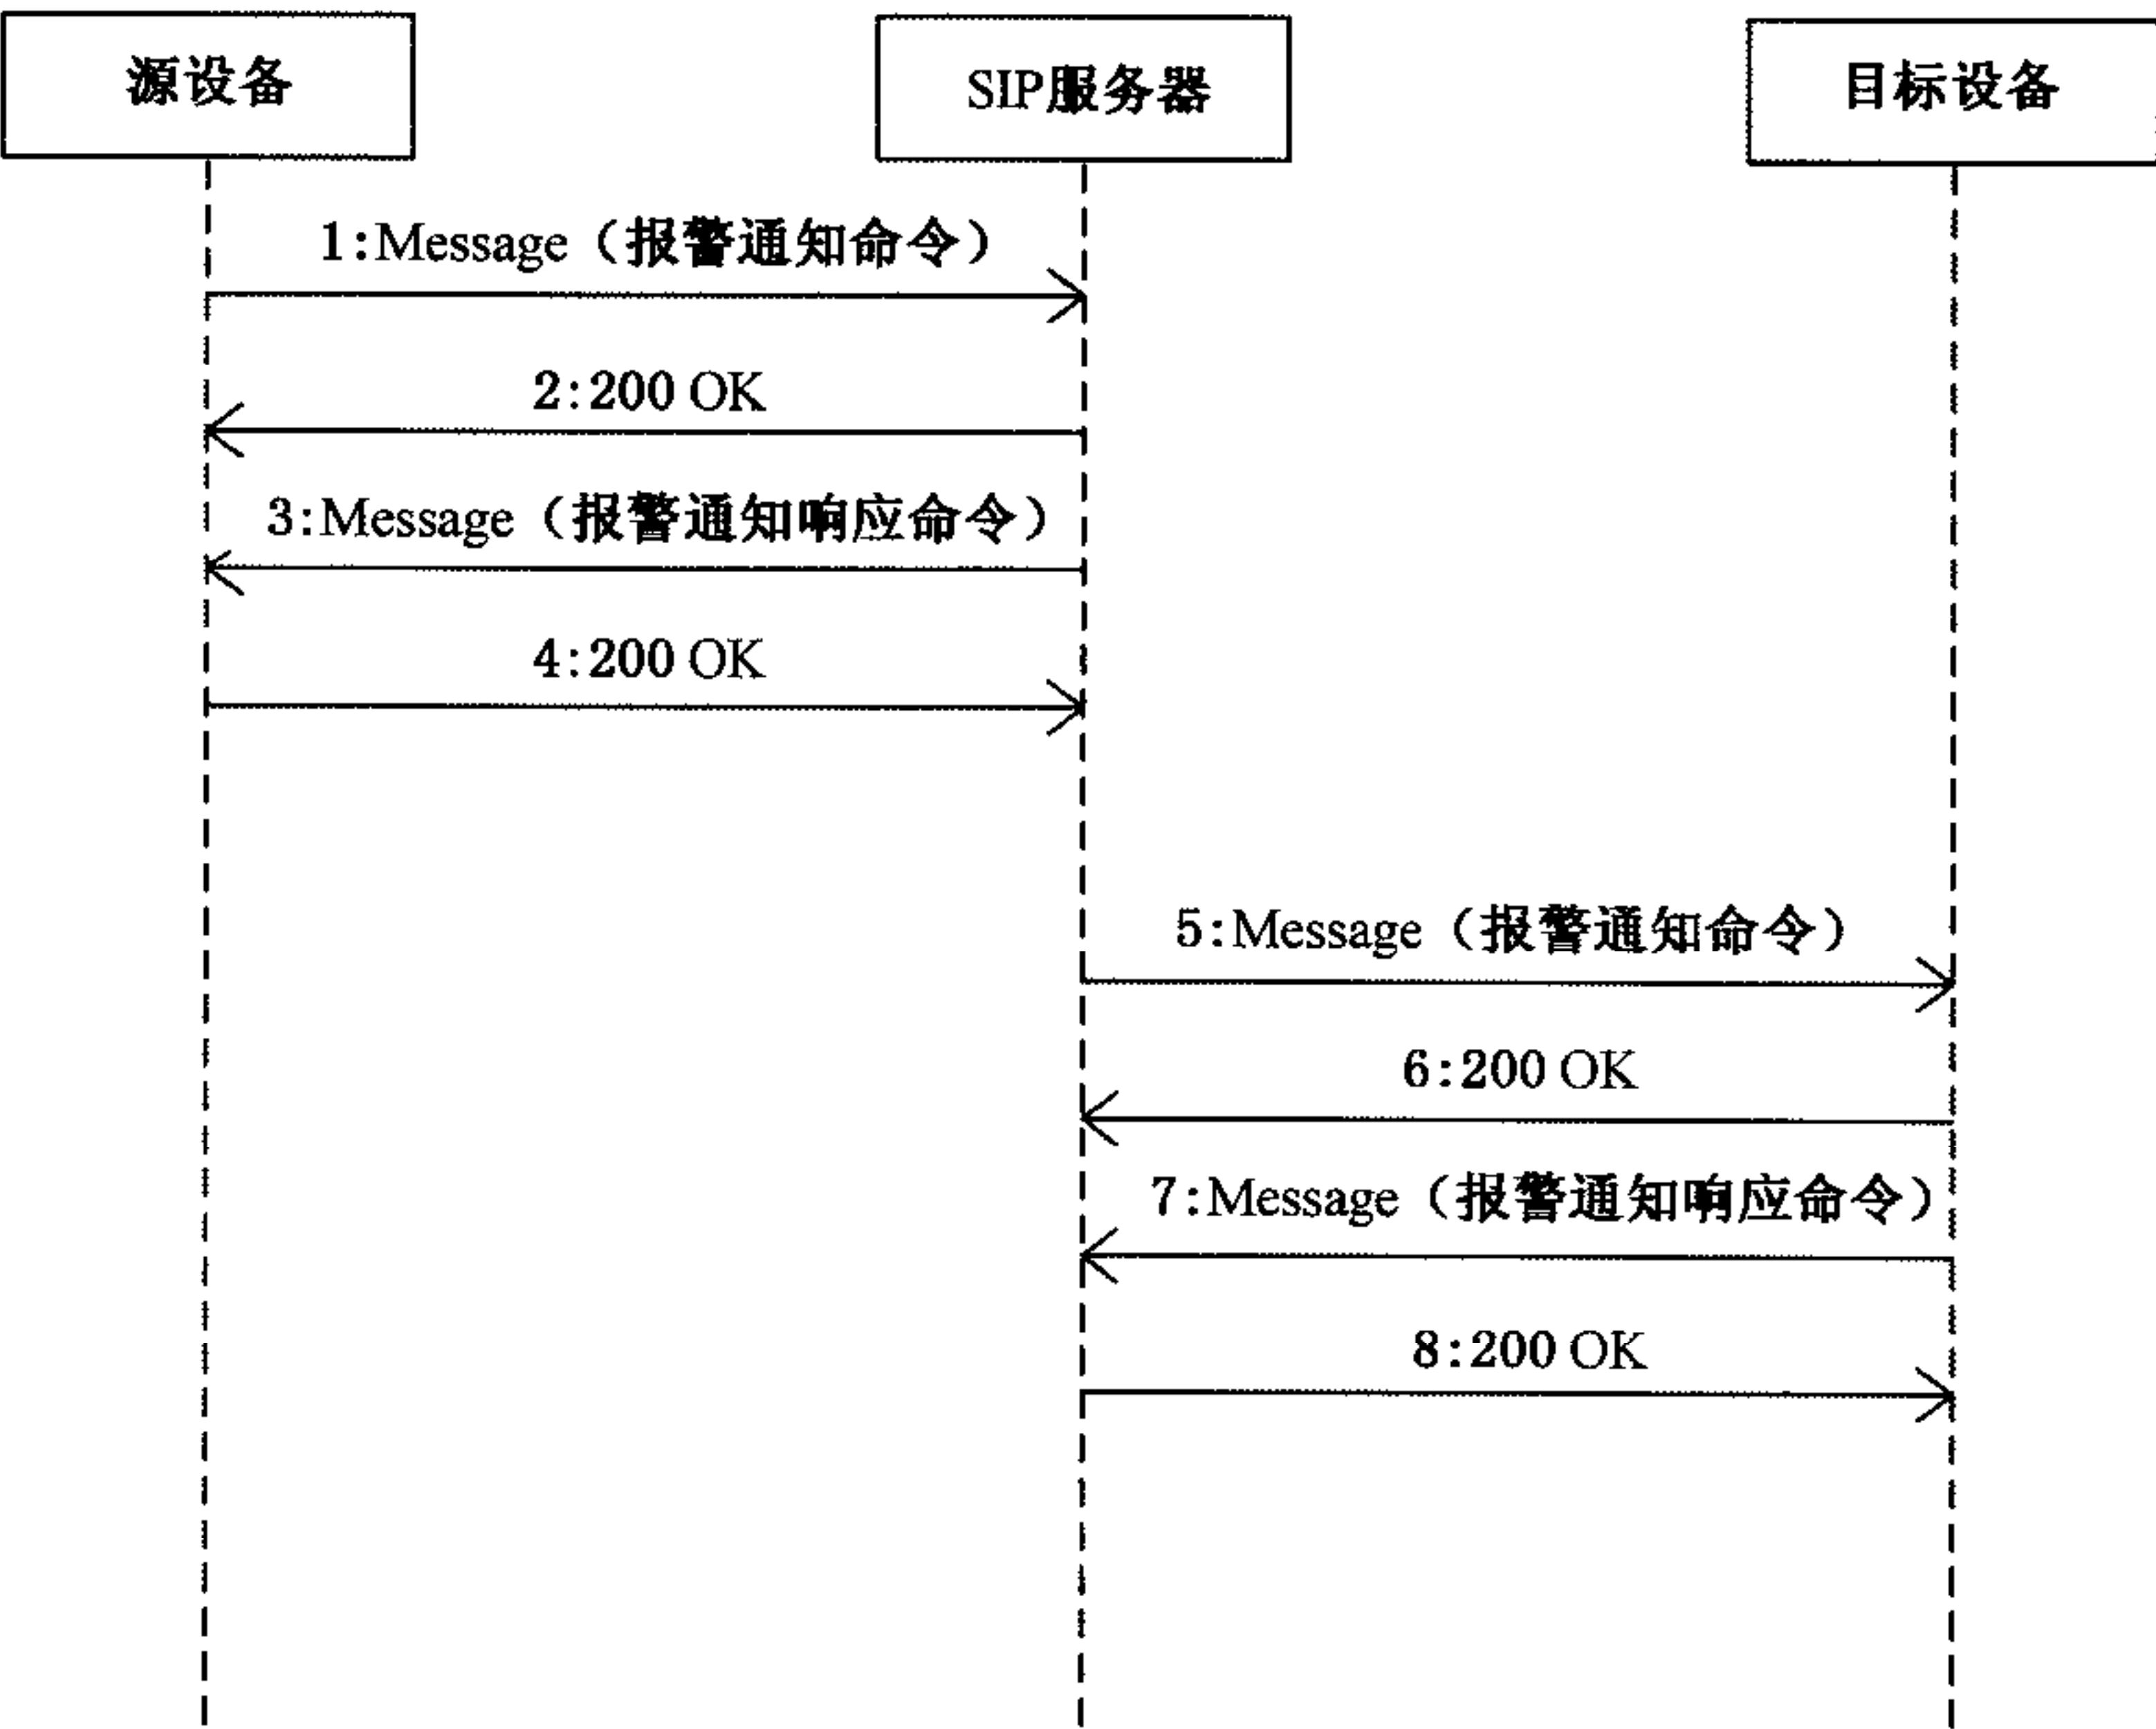 源设备
SIP服务器
目标设备
1:Message（报警通知命令）
2:200 OK
3:Message（报警通知响应命令）
4:200 OK
5:Message（报警通知命令）
6:200 OK
7:Message（报警通知响应命令）
8:200 OK